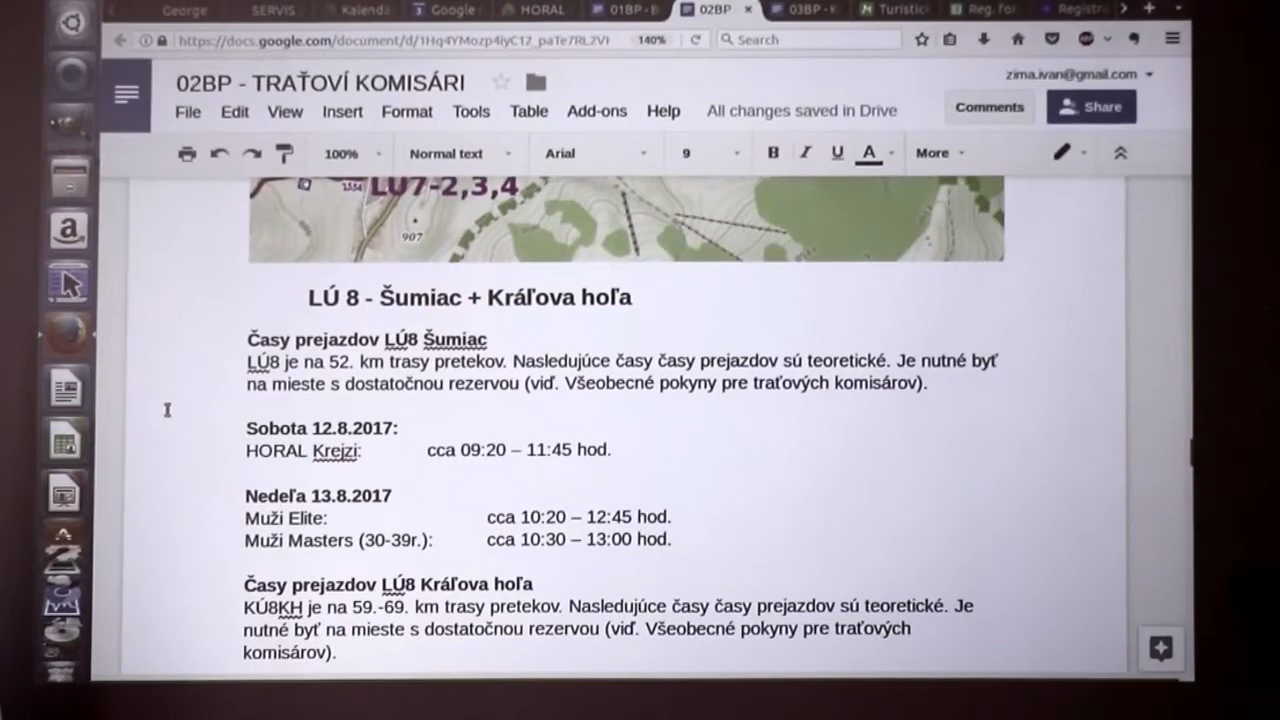 George SERVIS Kalenda Google HORAL 01BP - E 02BP 03BP - K Turistic Reg. for Registra
https://docs.google.com/document/d/1Hq4YMozp4iyC12_paTe7RLZVI 140% Search
02BP - TRAŤOVÍ KOMISÁRI
zima.ivan@gmail.com
File Edit View Insert Format Tools Table Add-ons Help All changes saved in Drive
Comments Share
100% Normal text Arial 9 B I U A More
1554 LÚ7-2,3,4
907
LÚ 8 - Šumiac + Kráľova hoľa
Časy prejazdov LÚ8 Šumiac
LÚ8 je na 52. km trasy pretekov. Nasledujúce časy časy prejazdov sú teoretické. Je nutné byť
na mieste s dostatočnou rezervou (viď. Všeobecné pokyny pre traťových komisárov).
Sobota 12.8.2017:
HORAL Krejzi: cca 09:20 – 11:45 hod.
Nedeľa 13.8.2017
Muži Elite: cca 10:20 – 12:45 hod.
Muži Masters (30-39r.): cca 10:30 – 13:00 hod.
Časy prejazdov LÚ8 Kráľova hoľa
KÚ8KH je na 59.-69. km trasy pretekov. Nasledujúce časy časy prejazdov sú teoretické. Je
nutné byť na mieste s dostatočnou rezervou (viď. Všeobecné pokyny pre traťových
komisárov).